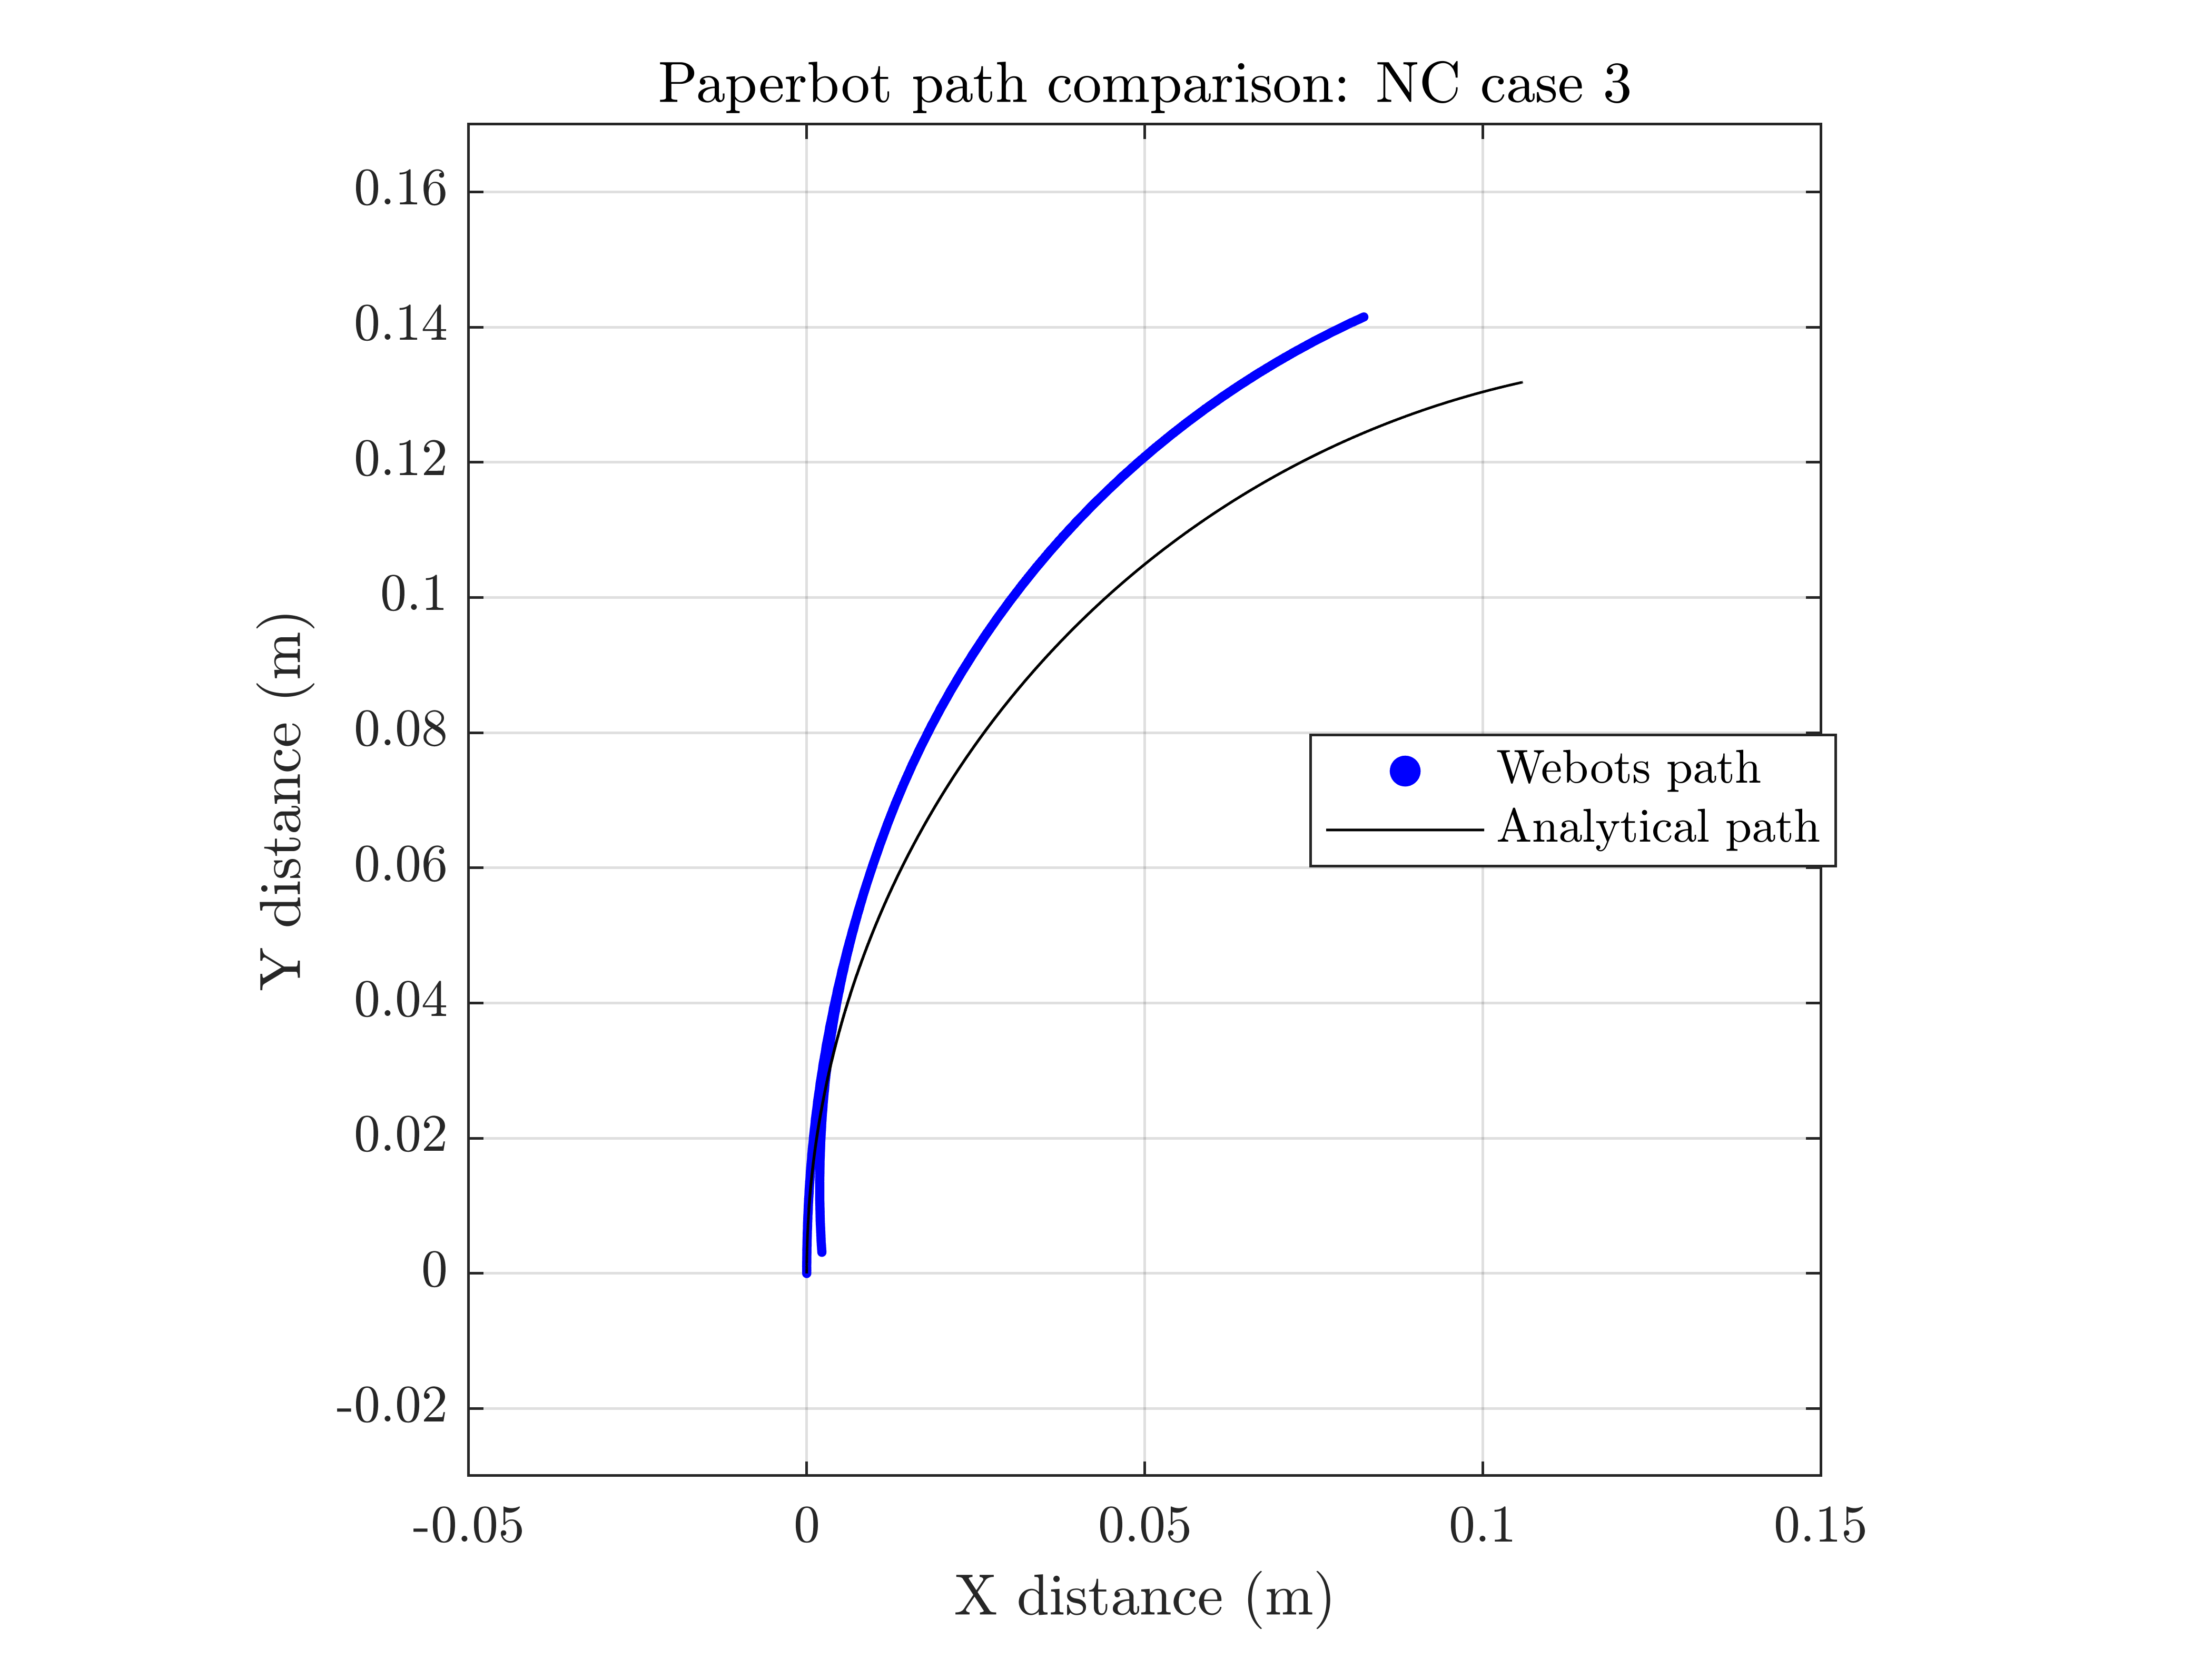 Paperbot path comparison: NC case 3
0.16
0.14
0.12
0.1
0.08
0.06
0.04
0.02
0
-0.02
Y distance (m)
Webots path
Analytical path
-0.05 0 0.05 0.1 0.15
X distance (m)